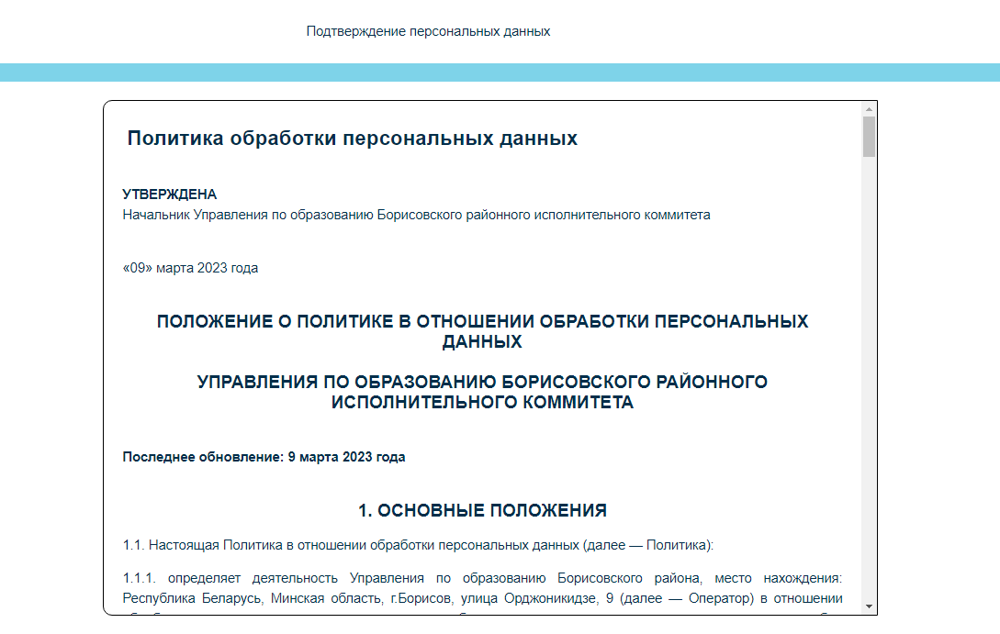 Подтверждение персональных данных
Политика обработки персональных данных
УТВЕРЖДЕНА
Начальник Управления по образованию Борисовского районного исполнительного коммитета
«09» марта 2023 года
ПОЛОЖЕНИЕ О ПОЛИТИКЕ В ОТНОШЕНИИ ОБРАБОТКИ ПЕРСОНАЛЬНЫХ
ДАННЫХ
УПРАВЛЕНИЯ ПО ОБРАЗОВАНИЮ БОРИСОВСКОГО РАЙОННОГО
ИСПОЛНИТЕЛЬНОГО КОММИТЕТА
Последнее обновление: 9 марта 2023 года
1. ОСНОВНЫЕ ПОЛОЖЕНИЯ
1.1. Настоящая Политика в отношении обработки персональных данных (далее — Политика):
1.1.1. определяет деятельность Управления по образованию Борисовского района, место нахождения:
Республика Беларусь, Минская область, г.Борисов, улица Орджоникидзе, 9 (далее — Оператор) в отношении